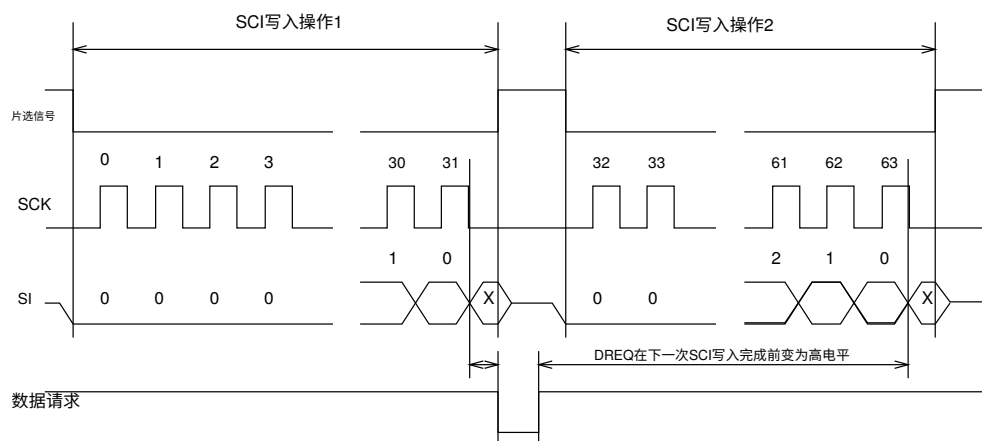 SCI写入操作1 SCI写入操作2
片选信号
0 1 2 3 30 31 32 33 61 62 63
SCK
1 0 2 1 0
SI 0 0 0 0 X 0 0 X
DREQ在下一次SCI写入完成前变为高电平
数据请求